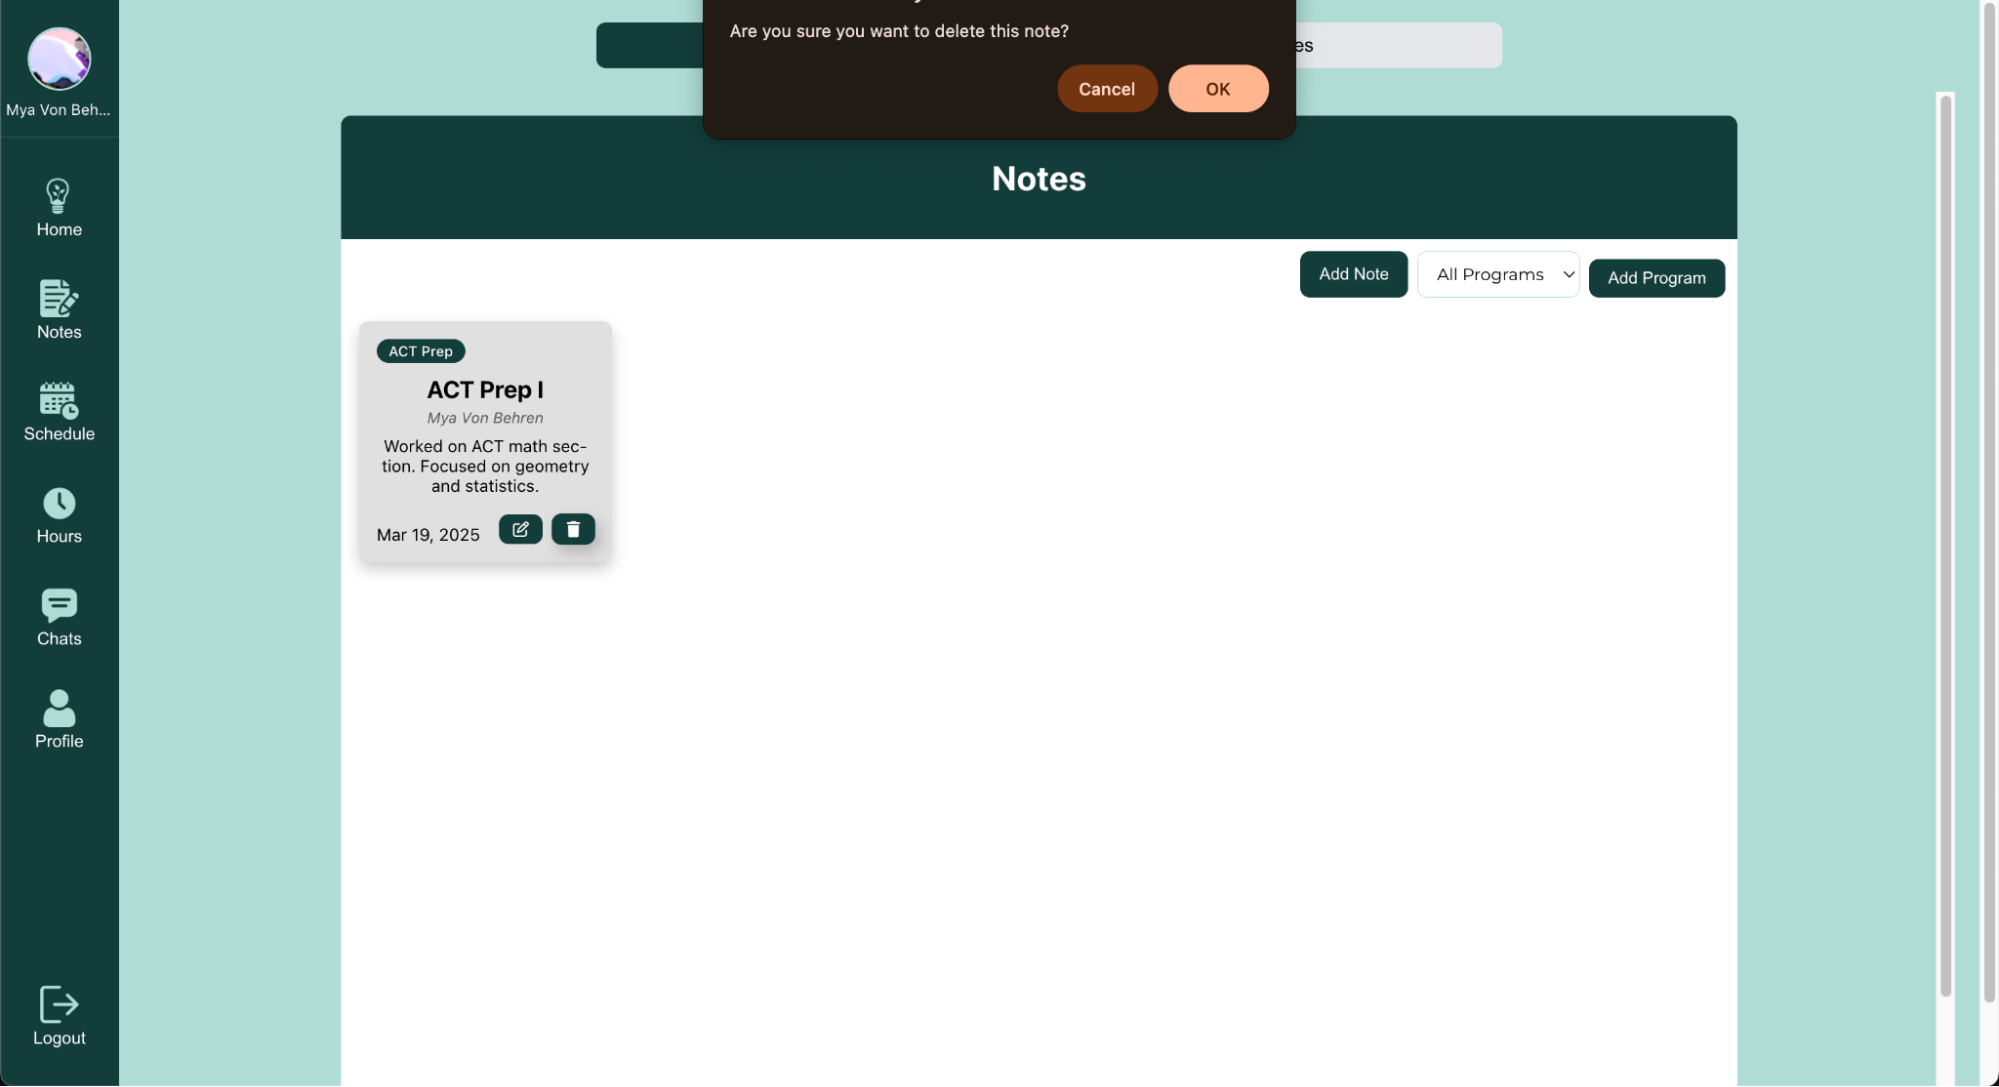 Are you sure you want to delete this note?
Cancel
OK
Mya Von Beh...
Home
Notes
Schedule
Hours
Chats
Profile
Logout
Notes
Add Note
All Programs
Add Program
ACT Prep
ACT Prep I
Mya Von Behren
Worked on ACT math sec-
tion. Focused on geometry
and statistics.
Mar 19, 2025